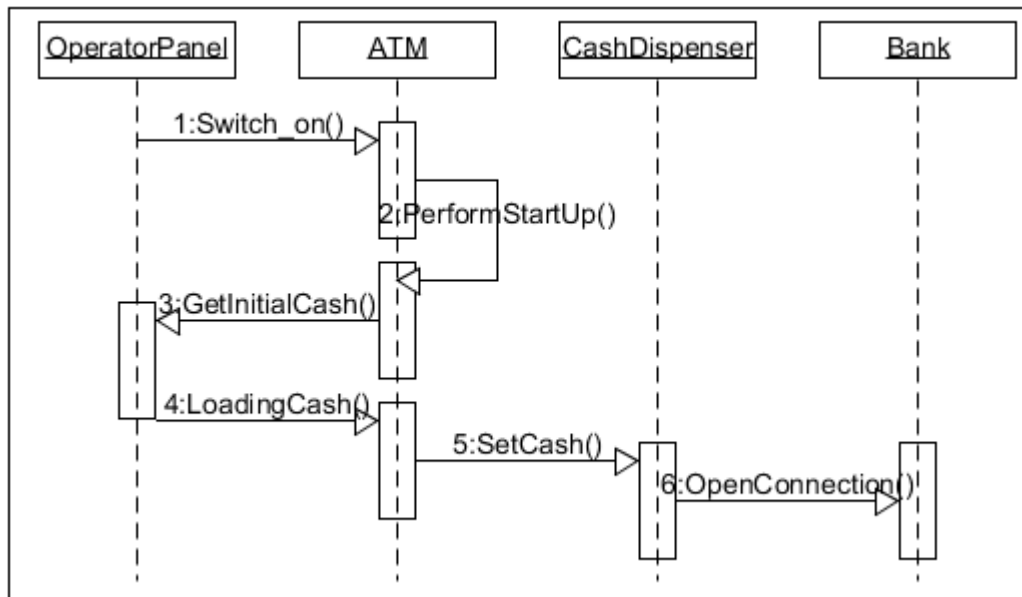 OperatorPanel
ATM
CashDispenser
Bank
1:Switch_on()
2:PerformStartUp()
3:GetInitialCash()
4:LoadingCash()
5:SetCash()
6:OpenConnection()